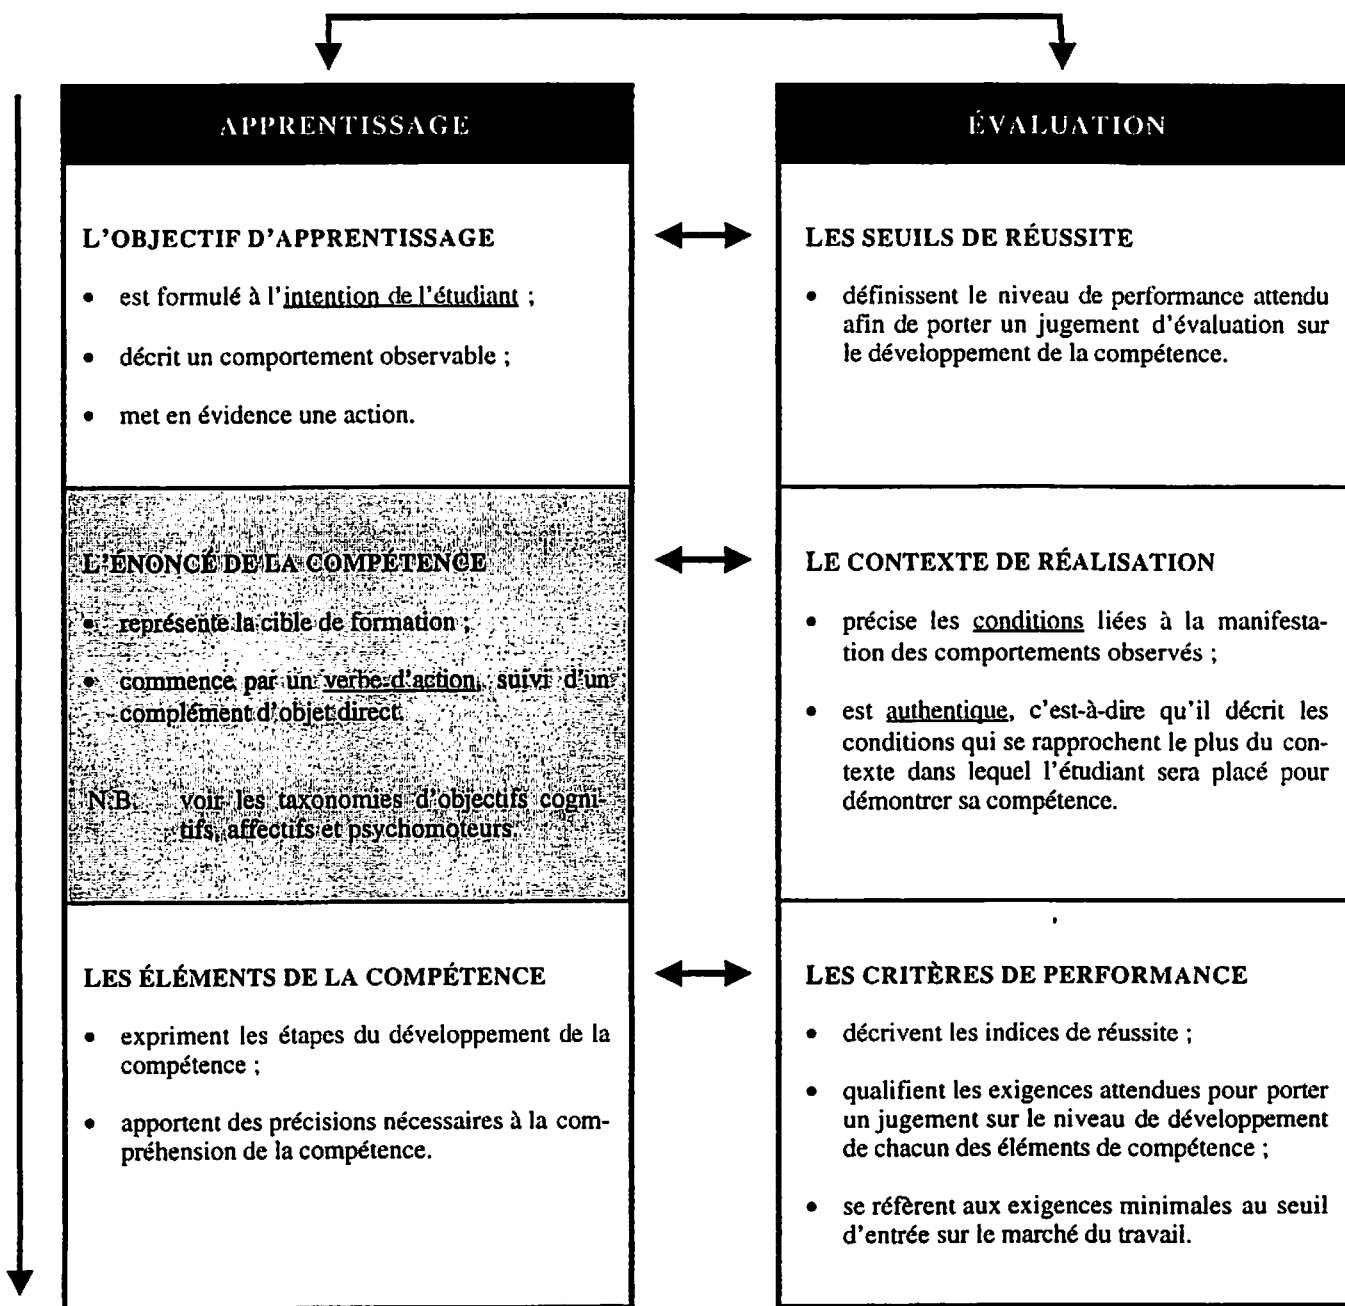 APPRENTISSAGE
L'OBJECTIF D'APPRENTISSAGE
• est formulé à l'intention de l'étudiant ;
• décrit un comportement observable ;
• met en évidence une action.
L'ÉNONCÉ DE LA COMPÉTENCE
• représente la cible de formation ;
• commence par un verbe d'action, suivi d'un
complément d'objet direct.
N.B. voir les taxonomies d'objectifs cogni-
tifs, affectifs et psychomoteurs.
LES ÉLÉMENTS DE LA COMPÉTENCE
• expriment les étapes du développement de la
compétence ;
• apportent des précisions nécessaires à la com-
préhension de la compétence.
ÉVALUATION
LES SEUILS DE RÉUSSITE
• définissent le niveau de performance attendu
afin de porter un jugement d'évaluation sur
le développement de la compétence.
LE CONTEXTE DE RÉALISATION
• précise les conditions liées à la manifesta-
tion des comportements observés ;
• est authentique, c'est-à-dire qu'il décrit les
conditions qui se rapprochent le plus du con-
texte dans lequel l'étudiant sera placé pour
démontrer sa compétence.
LES CRITÈRES DE PERFORMANCE
• décrivent les indices de réussite ;
• qualifient les exigences attendues pour porter
un jugement sur le niveau de développement
de chacun des éléments de compétence ;
• se réfèrent aux exigences minimales au seuil
d'entrée sur le marché du travail.